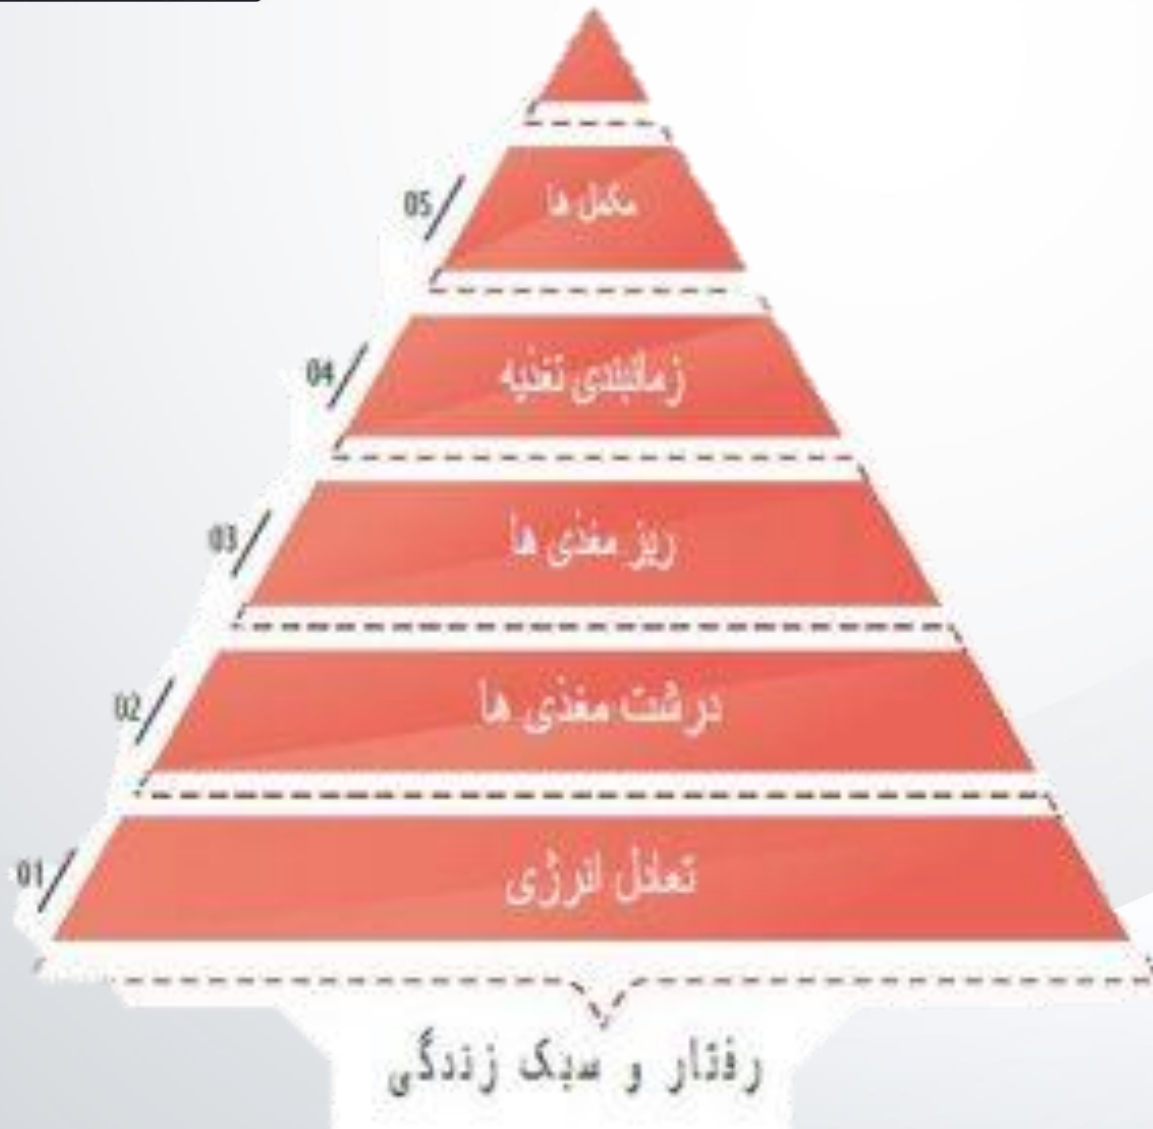 05
مکمل ها
04
زمانبندی تغذیه
03
ریز مغذی ها
02
درشت مغذی ها
01
تعادل انرژی
رفتار و سبک زندگی